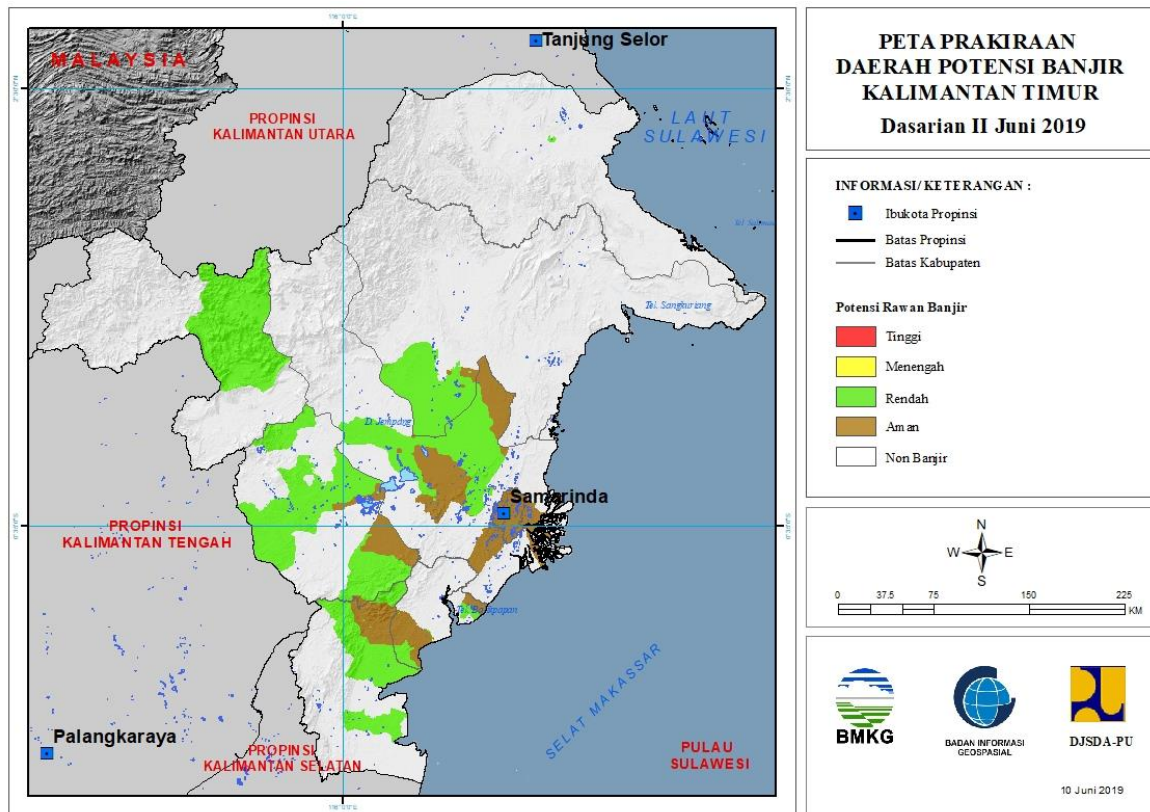 Tanjung Selor
MALAYSIA
PROPINSI
KALIMANTAN UTARA
LAUT
SULAWESI
Tel. Sangkuriang
D. Jempang
Samarinda
PROPINSI
KALIMANTAN TENGAH
SELAT MAKASSAR
Palangkaraya
PROPINSI
KALIMANTAN SELATAN
PULAU
SULAWESI
PETA PRAKIRAAN
DAERAH POTENSI BANJIR
KALIMANTAN TIMUR
Dasarian II Juni 2019
INFORMASI/ KETERANGAN :
Ibukota Propinsi
Batas Propinsi
Batas Kabupaten
Potensi Rawan Banjir
Tinggi
Menengah
Rendah
Aman
Non Banjir
N
W E
S
0 37.5 75 150 225
KM
BMKG
BADAN INFORMASI
GEOSPASIAL
DJSDA-PU
10 Juni 2019